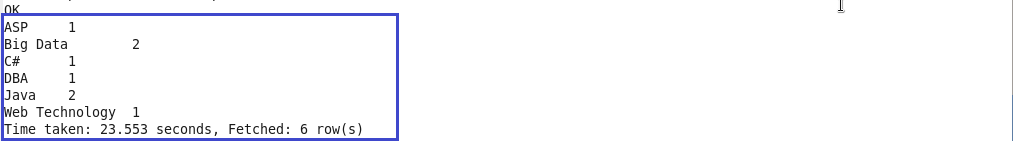 OK
ASP 1
Big Data 2
C# 1
DBA 1
Java 2
Web Technology 1
Time taken: 23.553 seconds, Fetched: 6 row(s)